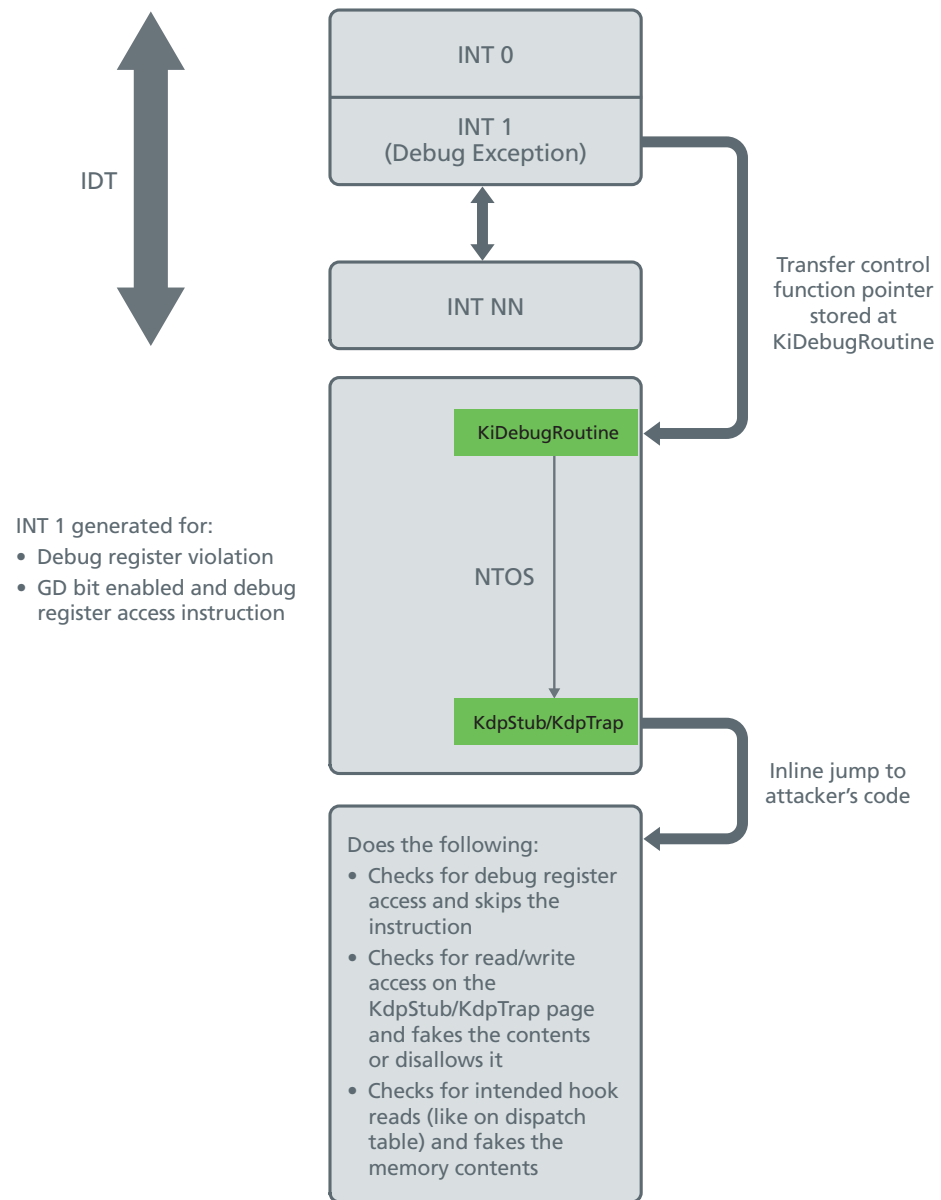 INT 0
INT 1
(Debug Exception)
IDT
INT NN
Transfer control
function pointer
stored at
KiDebugRoutine
KiDebugRoutine
INT 1 generated for:
• Debug register violation
• GD bit enabled and debug
register access instruction
NTOS
KdpStub/KdpTrap
Inline jump to
attacker’s code
Does the following:
• Checks for debug register
access and skips the
instruction
• Checks for read/write
access on the
KdpStub/KdpTrap page
and fakes the contents
or disallows it
• Checks for intended hook
reads (like on dispatch
table) and fakes the
memory contents